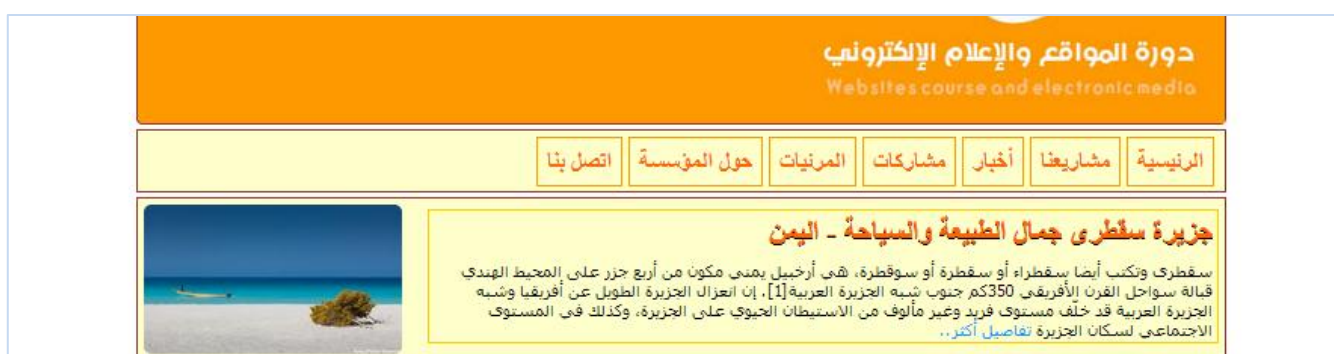 دورة المواقع والإعلام الإلكتروني
Websites course and electronic media
الرئيسية مشاريعنا أخبار مشاركات المرئيات حول المؤسسة اتصل بنا
جزيرة سقطرى جمال الطبيعة والسياحة - اليمن
سقطرى وتكتب أيضا سقطراء أو سقطرة أو سوقطرة، هي أرخبيل يمني مكون من أربع جزر على المحيط الهندي
قبالة سواحل القرن الأفريقي 350كم جنوب شبه الجزيرة العربية[1]، إن انعزال الجزيرة الطويل عن أفريقيا وشبه
الجزيرة العربية قد خلّف مستوى فريد وغير مألوف من الاستيطان الحيوي على الجزيرة، وكذلك في المستوى
الاجتماعي لسكان الجزيرة تفاصيل أكثر..